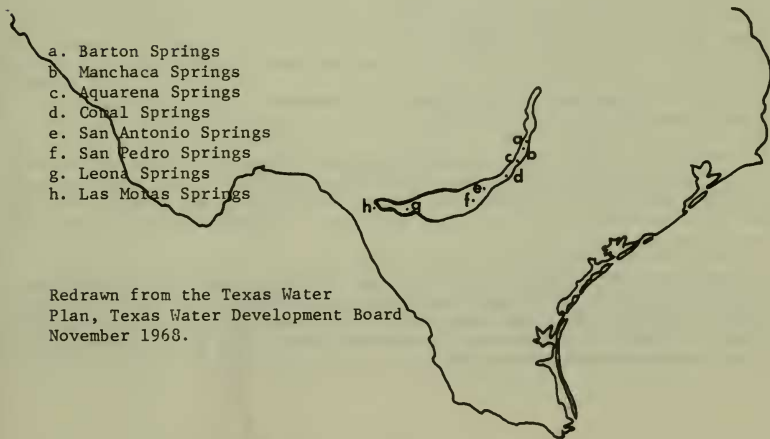 a. Barton Springs
b. Manchaca Springs
c. Aquarena Springs
d. Comal Springs
e. San Antonio Springs
f. San Pedro Springs
g. Leona Springs
h. Las Moras Springs
a
c b
d
e
f
h g
Redrawn from the Texas Water
Plan, Texas Water Development Board
November 1968.